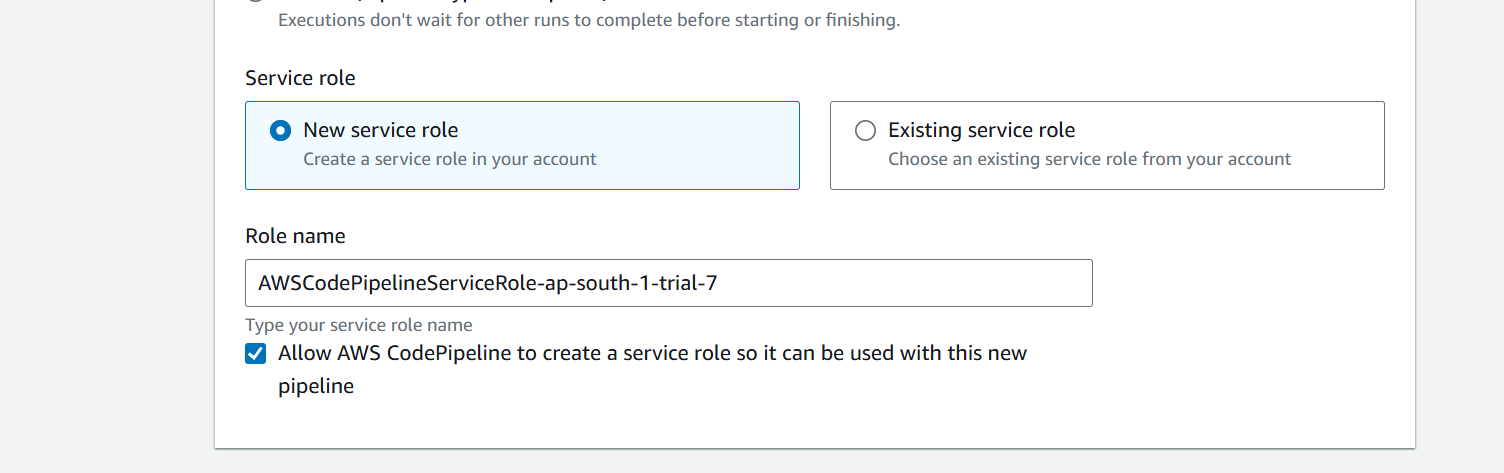 Executions don't wait for other runs to complete before starting or finishing.
Service role
New service role
Create a service role in your account
Existing service role
Choose an existing service role from your account
Role name
AWSCodePipelineServiceRole-ap-south-1-trial-7
Type your service role name
Allow AWS CodePipeline to create a service role so it can be used with this new
pipeline